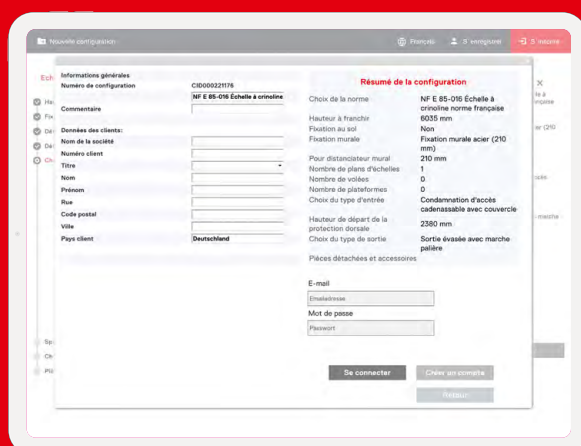 Nouvelle configuration
Français
S´enregistrer
S´inscrire
Informations générales
Numéro de configuration
CID000221176
NF E 85-016 Échelle à crinoline
Commentaire
Données des clients:
Nom de la société
Numéro client
Titre
Nom
Prénom
Rue
Code postal
Ville
Pays client
Deutschland
Résumé de la configuration
Choix de la norme
NF E 85-016 Échelle à
crinoline norme française
Hauteur à franchir
6035 mm
Fixation au sol
Non
Fixation murale
Fixation murale acier (210
mm)
Pour distanciateur mural
210 mm
Nombre de plans d'échelles
1
Nombre de volées
0
Nombre de plateformes
0
Choix du type d'entrée
Condamnation d'accès
cadenassable avec couvercle
Hauteur de départ de la
protection dorsale
2380 mm
Choix du type de sortie
Sortie évasée avec marche
palière
Pièces détachées et accessoires
E-mail
Emailadresse
Mot de passe
Passwort
Se connecter
Créer un compte
Retour